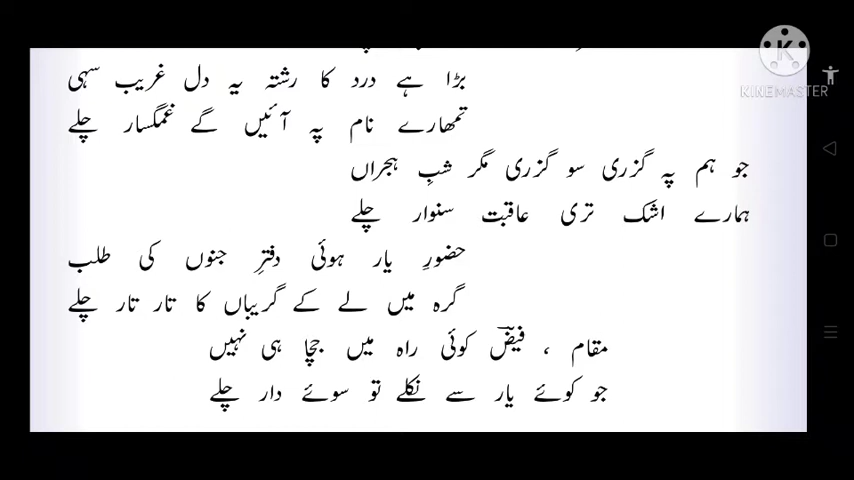 بڑا ہے درد کا رشتہ یہ دل غریب سہی
تمھارے نام پہ آئیں گے غمگسار چلے
جو ہم پہ گزری سو گزری مگر شبِ ہجراں
ہمارے اشک تری عاقبت سنوار چلے
حضورِ یار ہوئی دفترِ جنوں کی طلب
گرہ میں لے کے گریباں کا تار تار چلے
مقام ، فیضؔ کوئی راہ میں جچا ہی نہیں
جو کوئے یار سے نکلے تو سوئے دار چلے
K
KINEMASTER